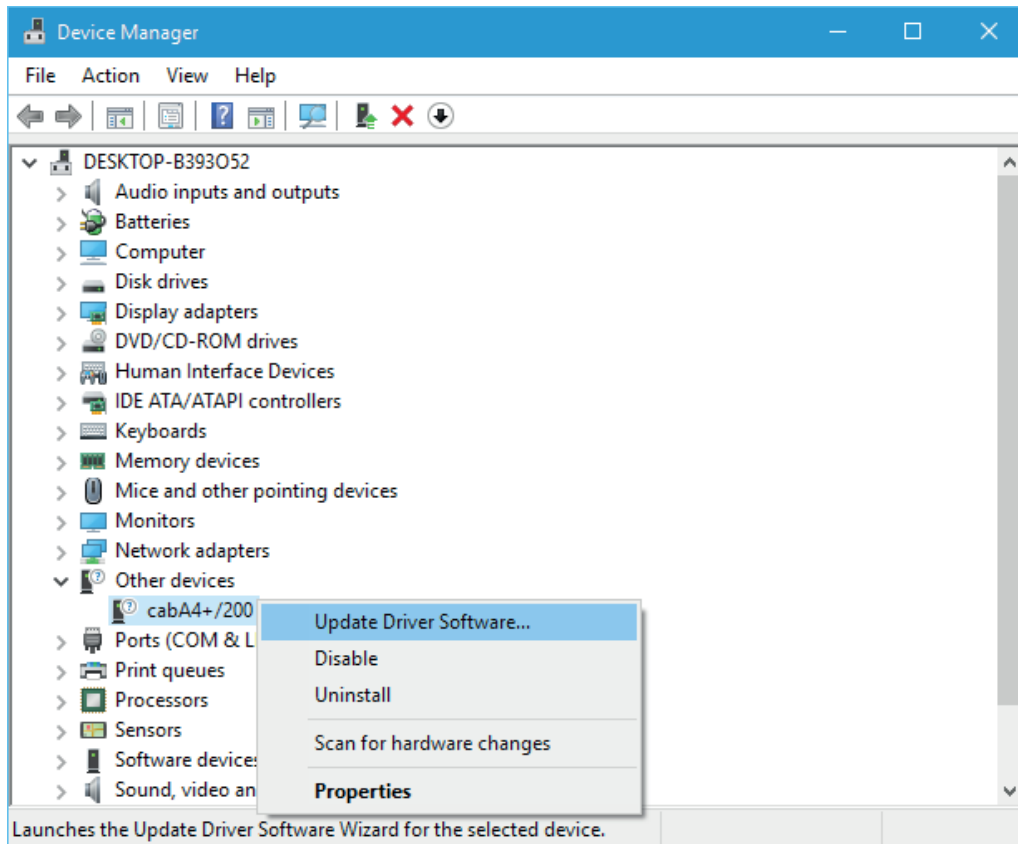 Device Manager
File Action View Help
DESKTOP-B393O52
Audio inputs and outputs
Batteries
Computer
Disk drives
Display adapters
DVD/CD-ROM drives
Human Interface Devices
IDE ATA/ATAPI controllers
Keyboards
Memory devices
Mice and other pointing devices
Monitors
Network adapters
Other devices
cabA4+/200
Ports (COM & L
Print queues
Processors
Sensors
Software device
Sound, video an
Update Driver Software...
Disable
Uninstall
Scan for hardware changes
Properties
Launches the Update Driver Software Wizard for the selected device.